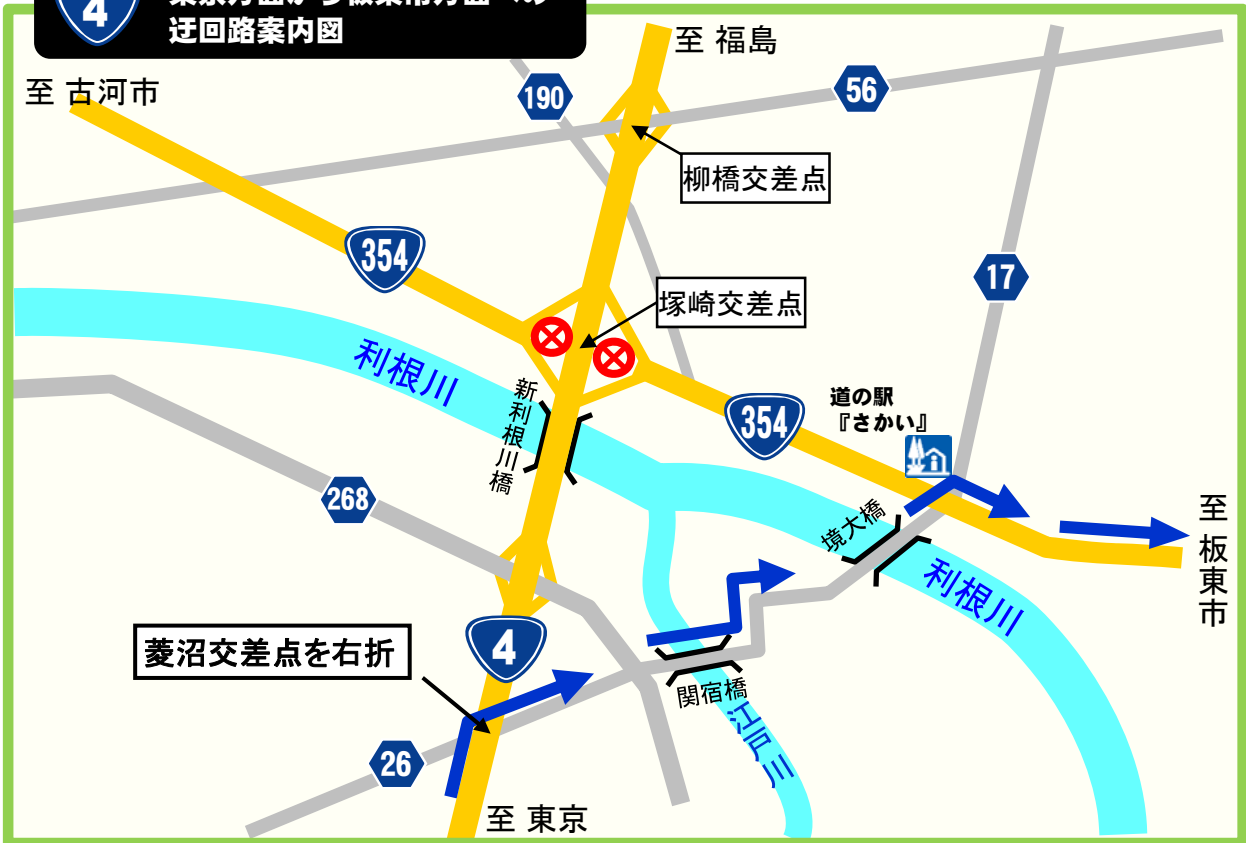 4
迂回路案内図
至 福島
至 古河市
190
56
柳橋交差点
354
17
塚崎交差点
利根川
新利根川橋
354
道の駅
『さかい』
268
境大橋
至 板東市
利根川
4
菱沼交差点を右折
関宿橋
江戸川
26
至 東京